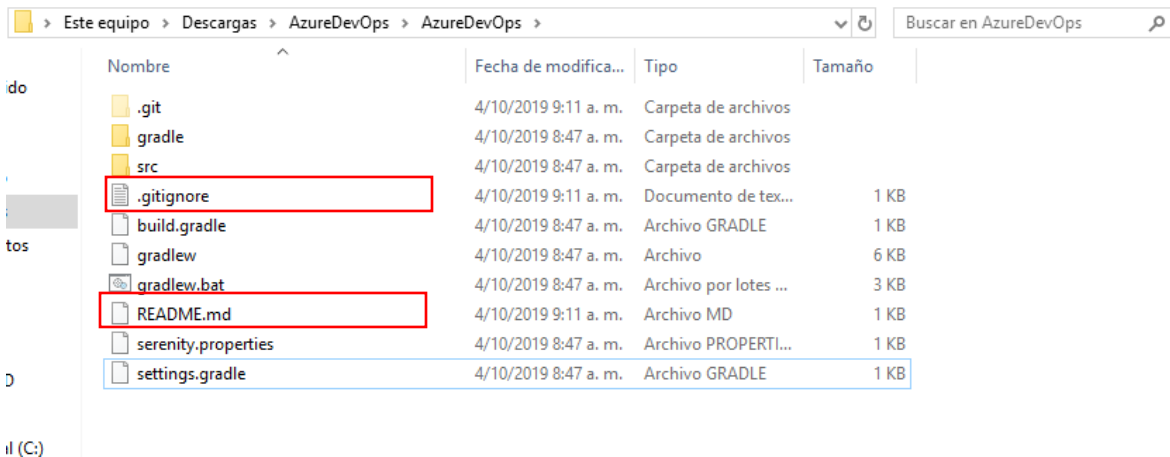 Este equipo > Descargas > AzureDevOps > AzureDevOps > Buscar en AzureDevOps
Nombre Fecha de modifica... Tipo Tamaño
ido
.git 4/10/2019 9:11 a. m. Carpeta de archivos
gradle 4/10/2019 8:47 a. m. Carpeta de archivos
src 4/10/2019 8:47 a. m. Carpeta de archivos
.gitignore 4/10/2019 9:11 a. m. Documento de tex... 1 KB
build.gradle 4/10/2019 8:47 a. m. Archivo GRADLE 1 KB
tos
gradlew 4/10/2019 8:47 a. m. Archivo 6 KB
gradlew.bat 4/10/2019 8:47 a. m. Archivo por lotes ... 3 KB
README.md 4/10/2019 9:11 a. m. Archivo MD 1 KB
serenity.properties 4/10/2019 8:47 a. m. Archivo PROPERTI... 1 KB
settings.gradle 4/10/2019 8:47 a. m. Archivo GRADLE 1 KB
al (C:)